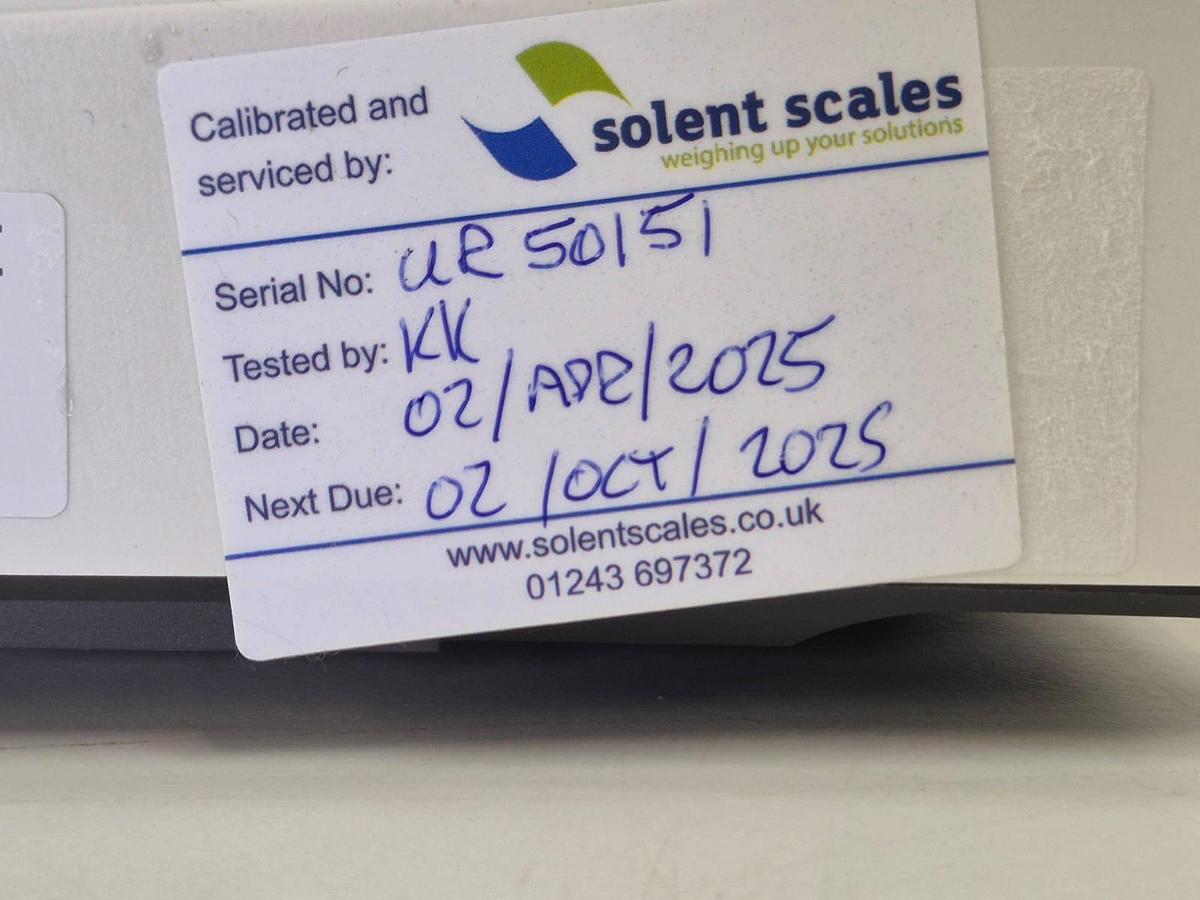 Calibrated and
serviced by:
solent scales
weighing up your solutions
Serial No: UR 50151
Tested by: KK
Date: 02/APR/2025
Next Due: 02/OCT/2025
www.solentscales.co.uk
01243 697372